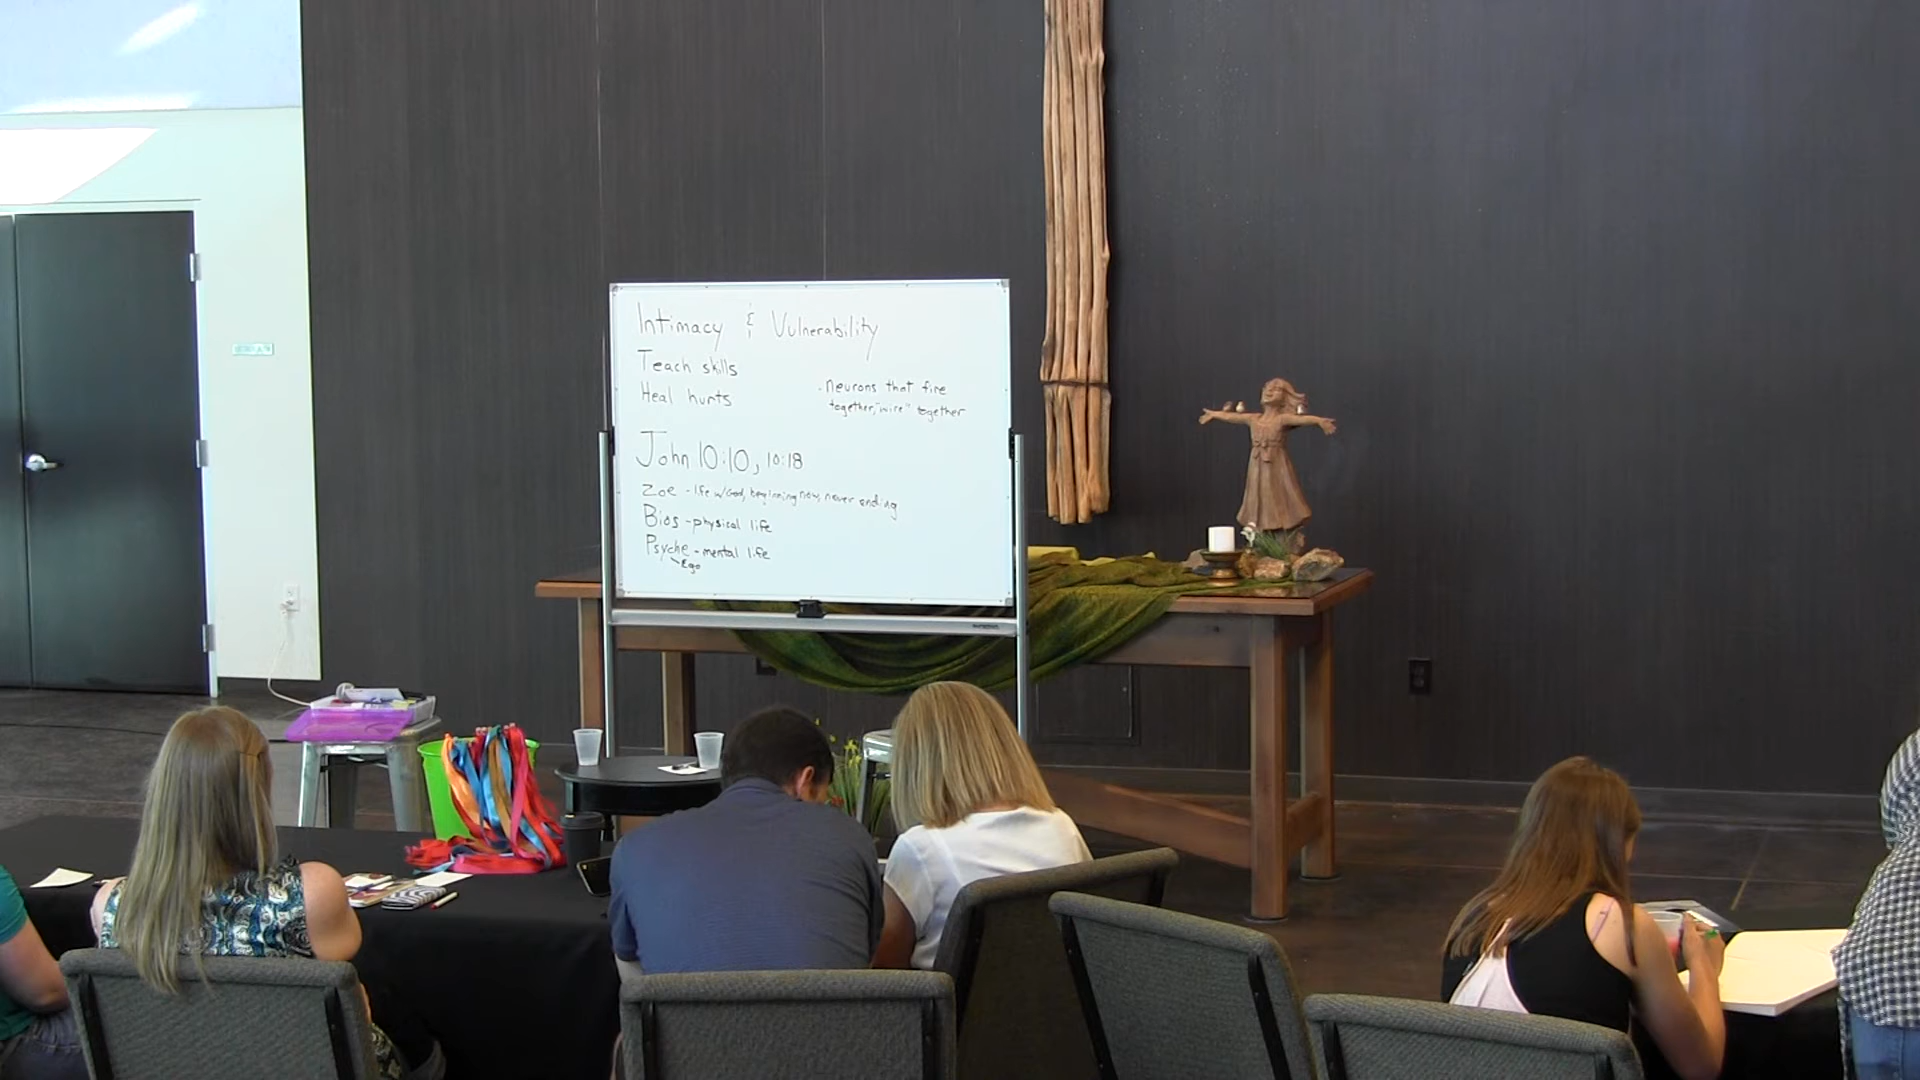 Intimacy & Vulnerability
Teach skills
Heal hurts
- Neurons that fire
together, "wire" together
John 10:10, 10:18
Zoe - life w/God, beginning now, never ending
Bios - physical life
Psyche - mental life
Ego